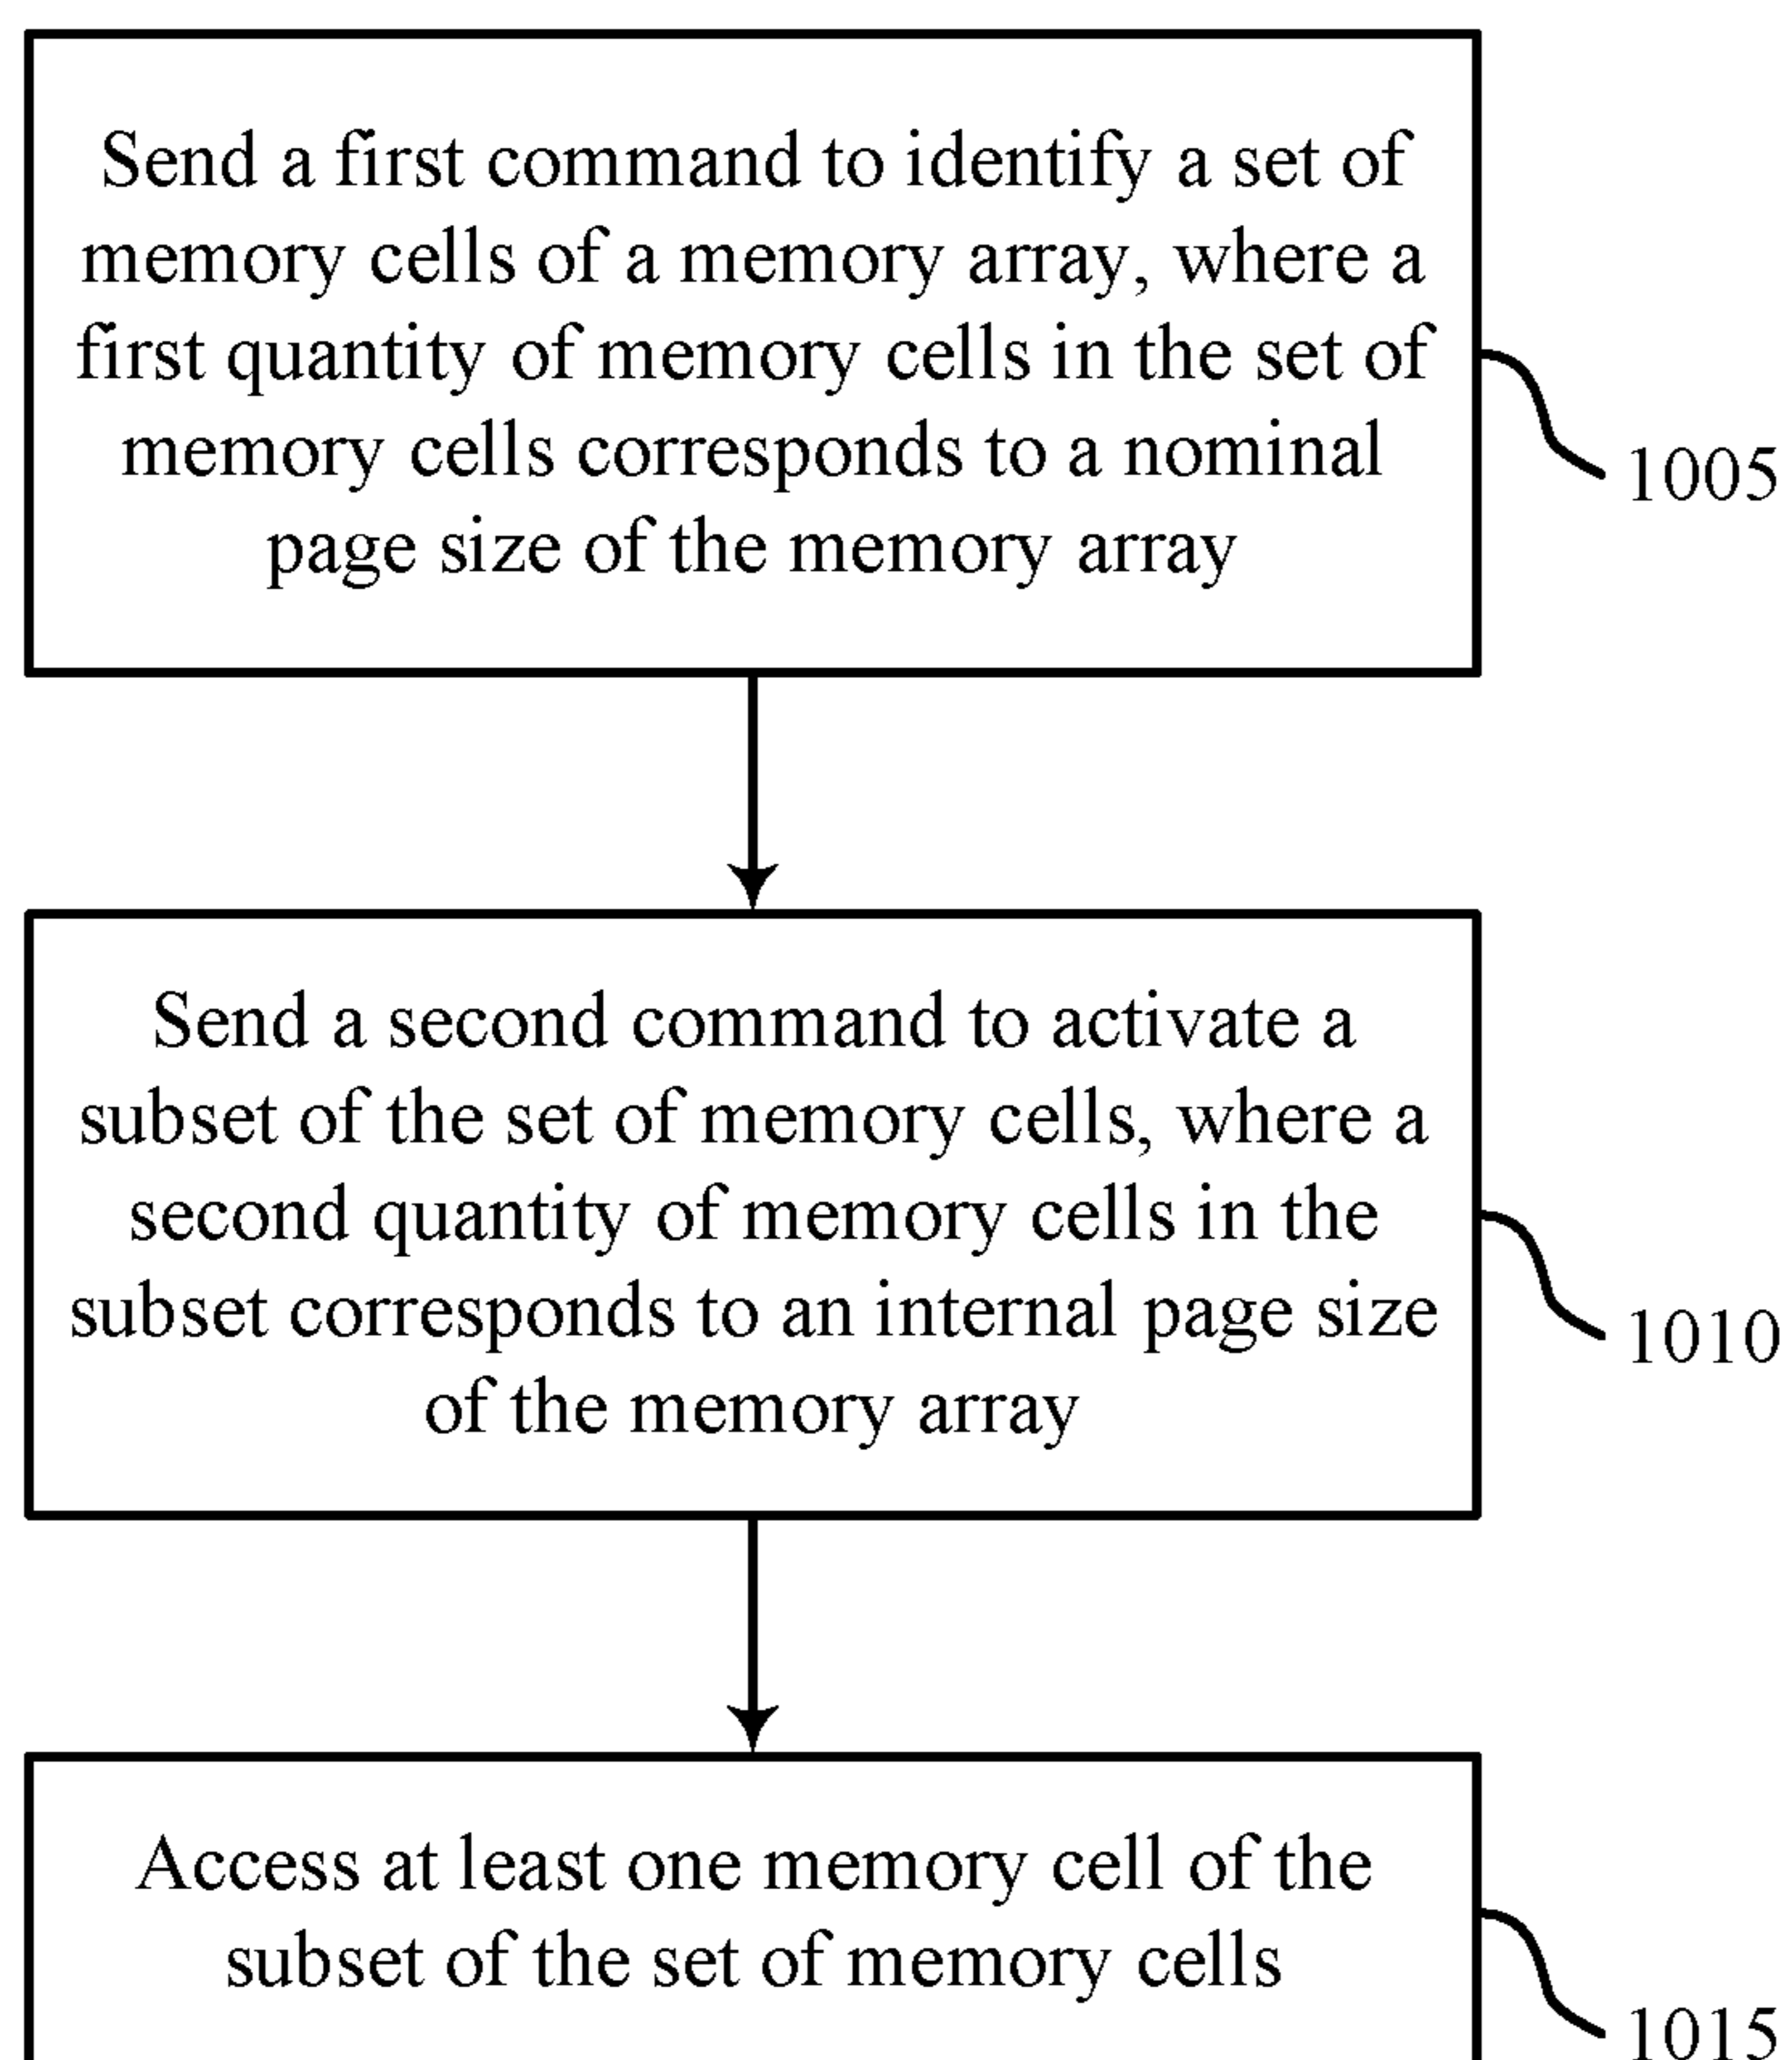 Send a first command to identify a set of
memory cells of a memory array, where a
first quantity of memory cells in the set of
memory cells corresponds to a nominal
page size of the memory array
1005
Send a second command to activate a
subset of the set of memory cells, where a
second quantity of memory cells in the
subset corresponds to an internal page size
of the memory array
1010
Access at least one memory cell of the
subset of the set of memory cells
1015